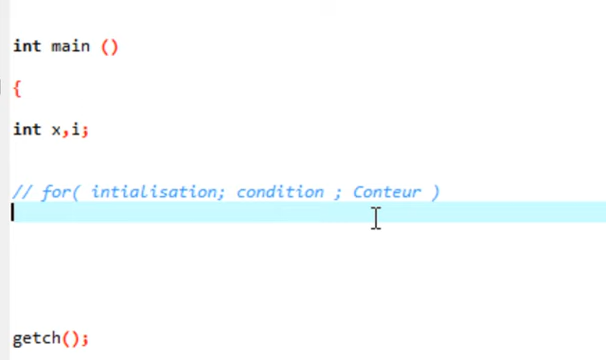 int main ()
{
int x,i;
// for( intialisation; condition ; Conteur )
getch();